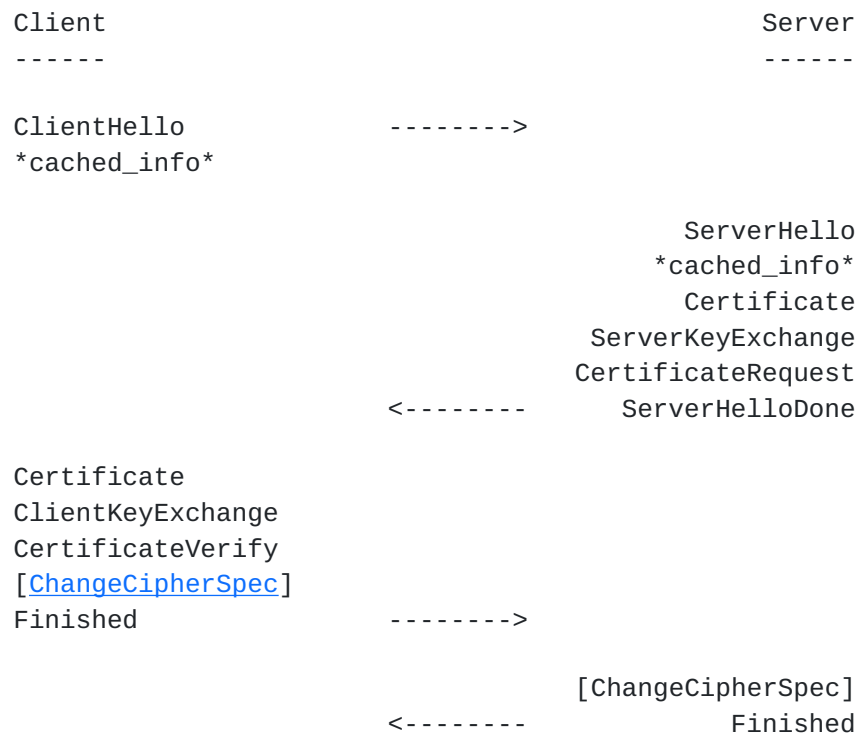 Client Server
------ ------
ClientHello -------->
*cached_info*
ServerHello
*cached_info*
Certificate
ServerKeyExchange
CertificateRequest
<-------- ServerHelloDone
Certificate
ClientKeyExchange
CertificateVerify
[ChangeCipherSpec]
Finished -------->
[ChangeCipherSpec]
<-------- Finished